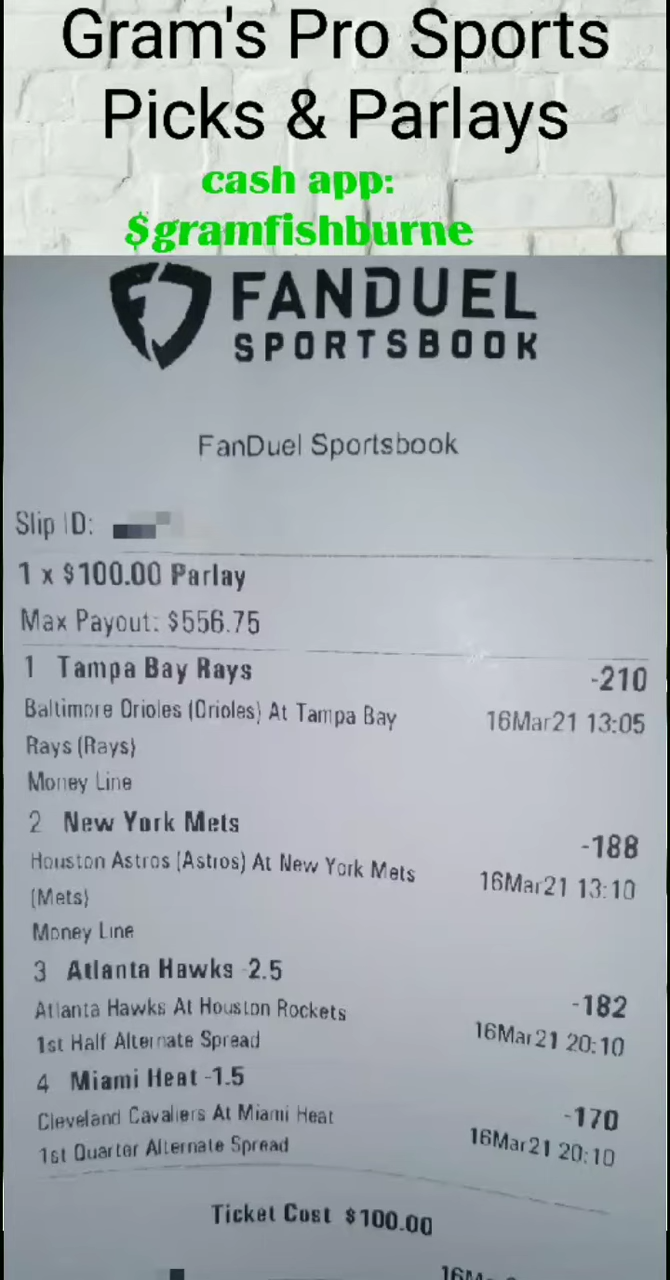 Gram's Pro Sports
Picks & Parlays
cash app:
$gramfishburne
FANDUEL
SPORTSBOOK
FanDuel Sportsbook
Slip ID:
1 x $100.00 Parlay
Max Payout: $556.75
1 Tampa Bay Rays -210
Baltimore Orioles (Orioles) At Tampa Bay 16Mar21 13:05
Rays (Rays)
Money Line
2 New York Mets -188
Houston Astros (Astros) At New York Mets 16Mar21 13:10
(Mets)
Money Line
3 Atlanta Hawks -2.5
Atlanta Hawks At Houston Rockets -182
1st Half Alternate Spread 16Mar21 20:10
4 Miami Heat -1.5
Cleveland Cavaliers At Miami Heat -170
1st Quarter Alternate Spread 16Mar21 20:10
Ticket Cost $100.00